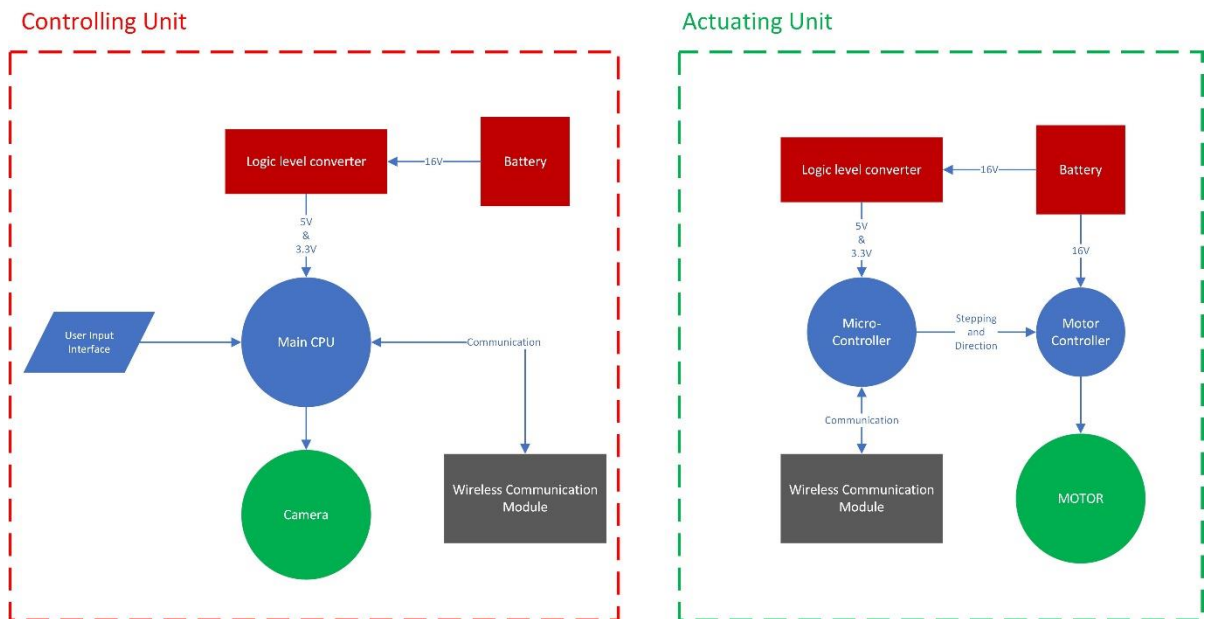 Controlling Unit
Logic level converter
16V
Battery
5V
&
3.3V
User Input
Interface
Main CPU
Communication
Camera
Wireless Communication
Module
Actuating Unit
Logic level converter
16V
Battery
5V
&
3.3V
16V
Micro-
Controller
Stepping
and
Direction
Motor
Controller
Communication
Wireless Communication
Module
MOTOR